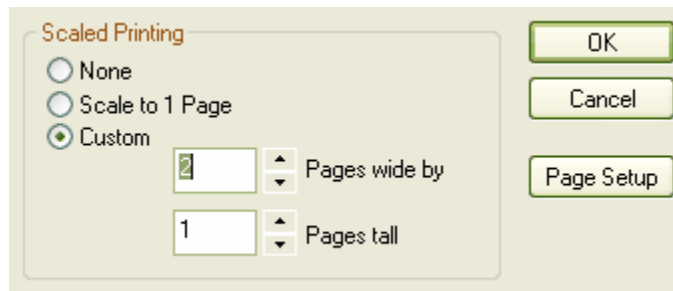 Scaled Printing
None
Scale to 1 Page
Custom
2 Pages wide by
1 Pages tall
OK
Cancel
Page Setup